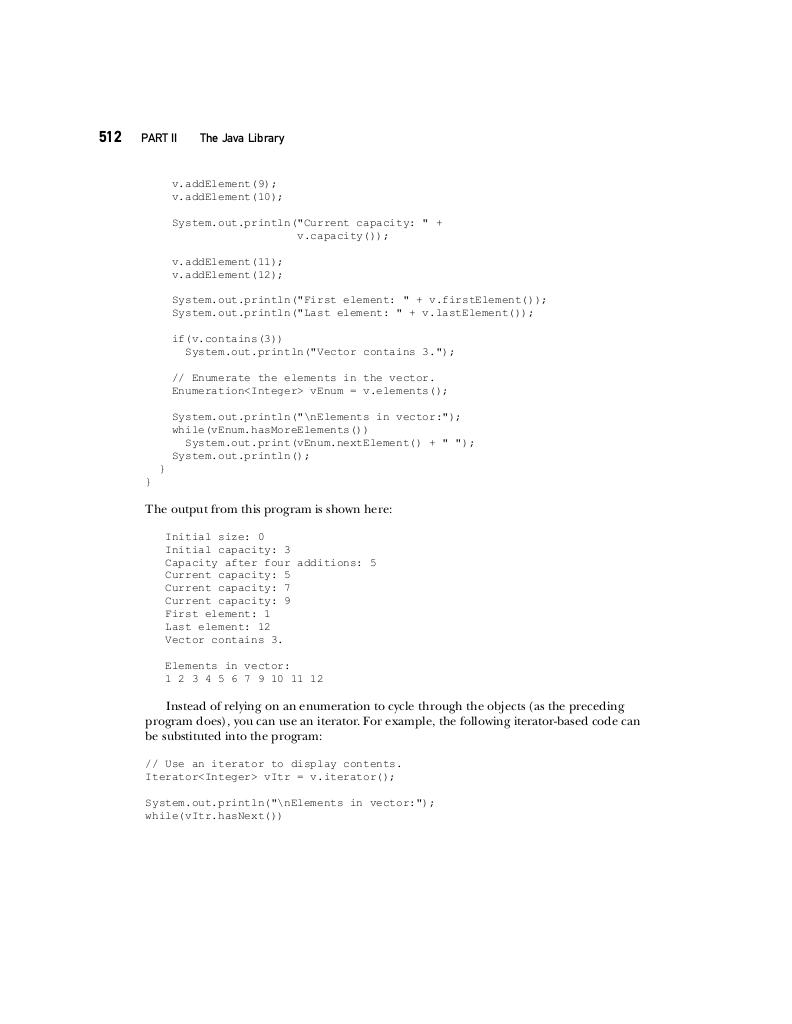 512 PART II The Java Library
v.addElement(9);
v.addElement(10);
System.out.println("Current capacity: " +
v.capacity());
v.addElement(11);
v.addElement(12);
System.out.println("First element: " + v.firstElement());
System.out.println("Last element: " + v.lastElement());
if(v.contains(3))
System.out.println("Vector contains 3.");
// Enumerate the elements in the vector.
Enumeration<Integer> vEnum = v.elements();
System.out.println("\nElements in vector:");
while(vEnum.hasMoreElements())
System.out.print(vEnum.nextElement() + " ");
System.out.println();
}
}
The output from this program is shown here:
Initial size: 0
Initial capacity: 3
Capacity after four additions: 5
Current capacity: 5
Current capacity: 7
Current capacity: 9
First element: 1
Last element: 12
Vector contains 3.
Elements in vector:
1 2 3 4 5 6 7 9 10 11 12
Instead of relying on an enumeration to cycle through the objects (as the preceding
program does), you can use an iterator. For example, the following iterator-based code can
be substituted into the program:
// Use an iterator to display contents.
Iterator<Integer> vItr = v.iterator();
System.out.println("\nElements in vector:");
while(vItr.hasNext())